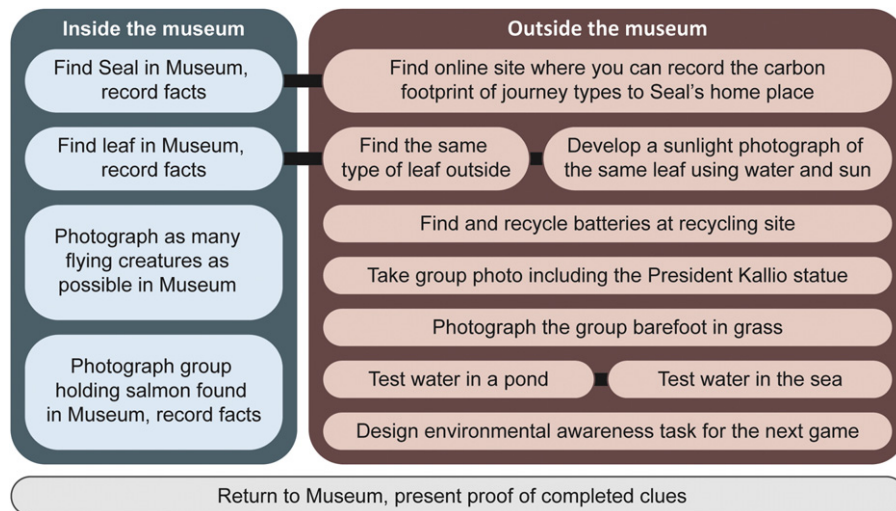 Inside the museum
Find Seal in Museum,
record facts
Find leaf in Museum,
record facts
Photograph as many
flying creatures as
possible in Museum
Photograph group
holding salmon found
in Museum, record facts
Outside the museum
Find online site where you can record the carbon
footprint of journey types to Seal's home place
Find the same
type of leaf outside
Develop a sunlight photograph of
the same leaf using water and sun
Find and recycle batteries at recycling site
Take group photo including the President Kallio statue
Photograph the group barefoot in grass
Test water in a pond
Test water in the sea
Design environmental awareness task for the next game
Return to Museum, present proof of completed clues